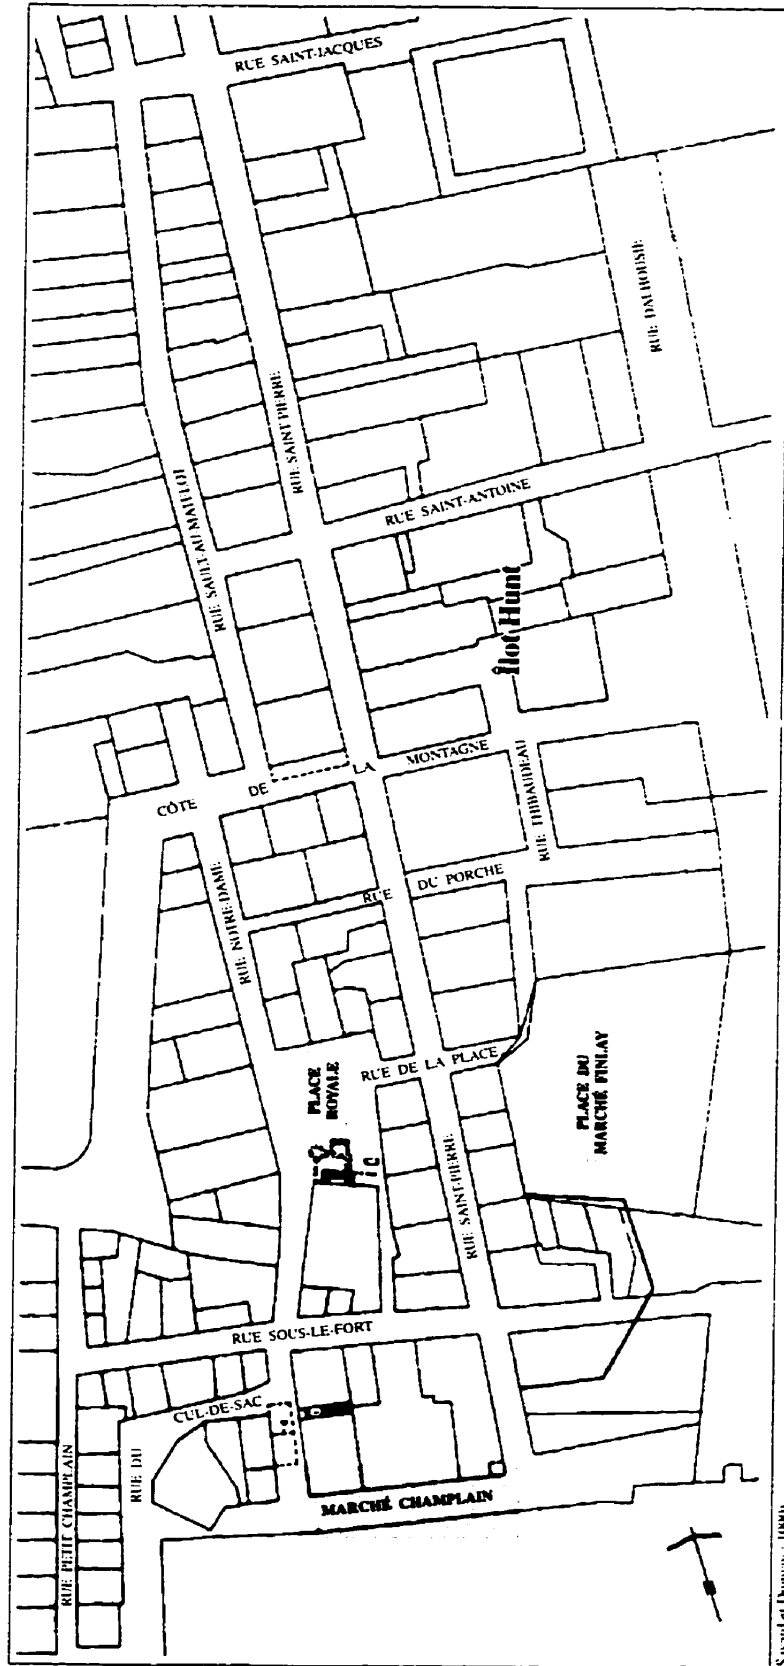 RUE SAINT-JACQUES
RUE DALHOUSIE
RUE SAINT-PIERRE
RUE SAULT-AU-MATELOT
RUE SAINT-ANTOINE
Îlot Hunt
CÔTE DE LA MONTAGNE
RUE THIBAUDEAU
RUE NOTRE-DAME
RUE DU PORCHE
RUE DE LA PLACE
PLACE
ROYALE
PLACE DU
MARCHÉ FINLAY
RUE SAINT-PIERRE
RUE SOUS-LE-FORT
RUE DU CUL-DE-SAC
RUE PETIT CHAMPLAIN
MARCHÉ CHAMPLAIN